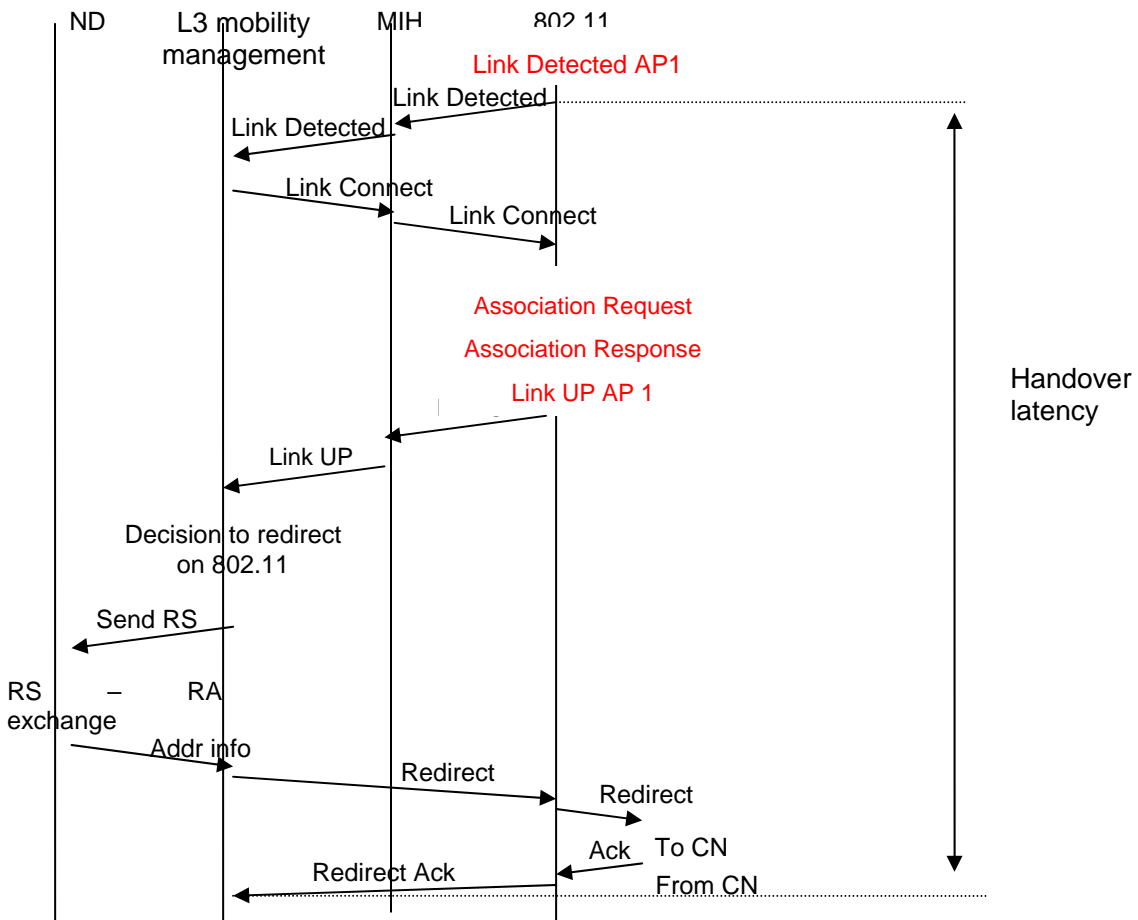 ND
L3 mobility
management
MIH
802.11
Link Detected AP1
Link Detected
Link Detected
Link Connect
Link Connect
Association Request
Association Response
Link UP AP 1
Handover
latency
Link UP
Decision to redirect
on 802.11
Send RS
RS – RA
exchange
Addr info
Redirect
Redirect
Ack
To CN
Redirect Ack
From CN